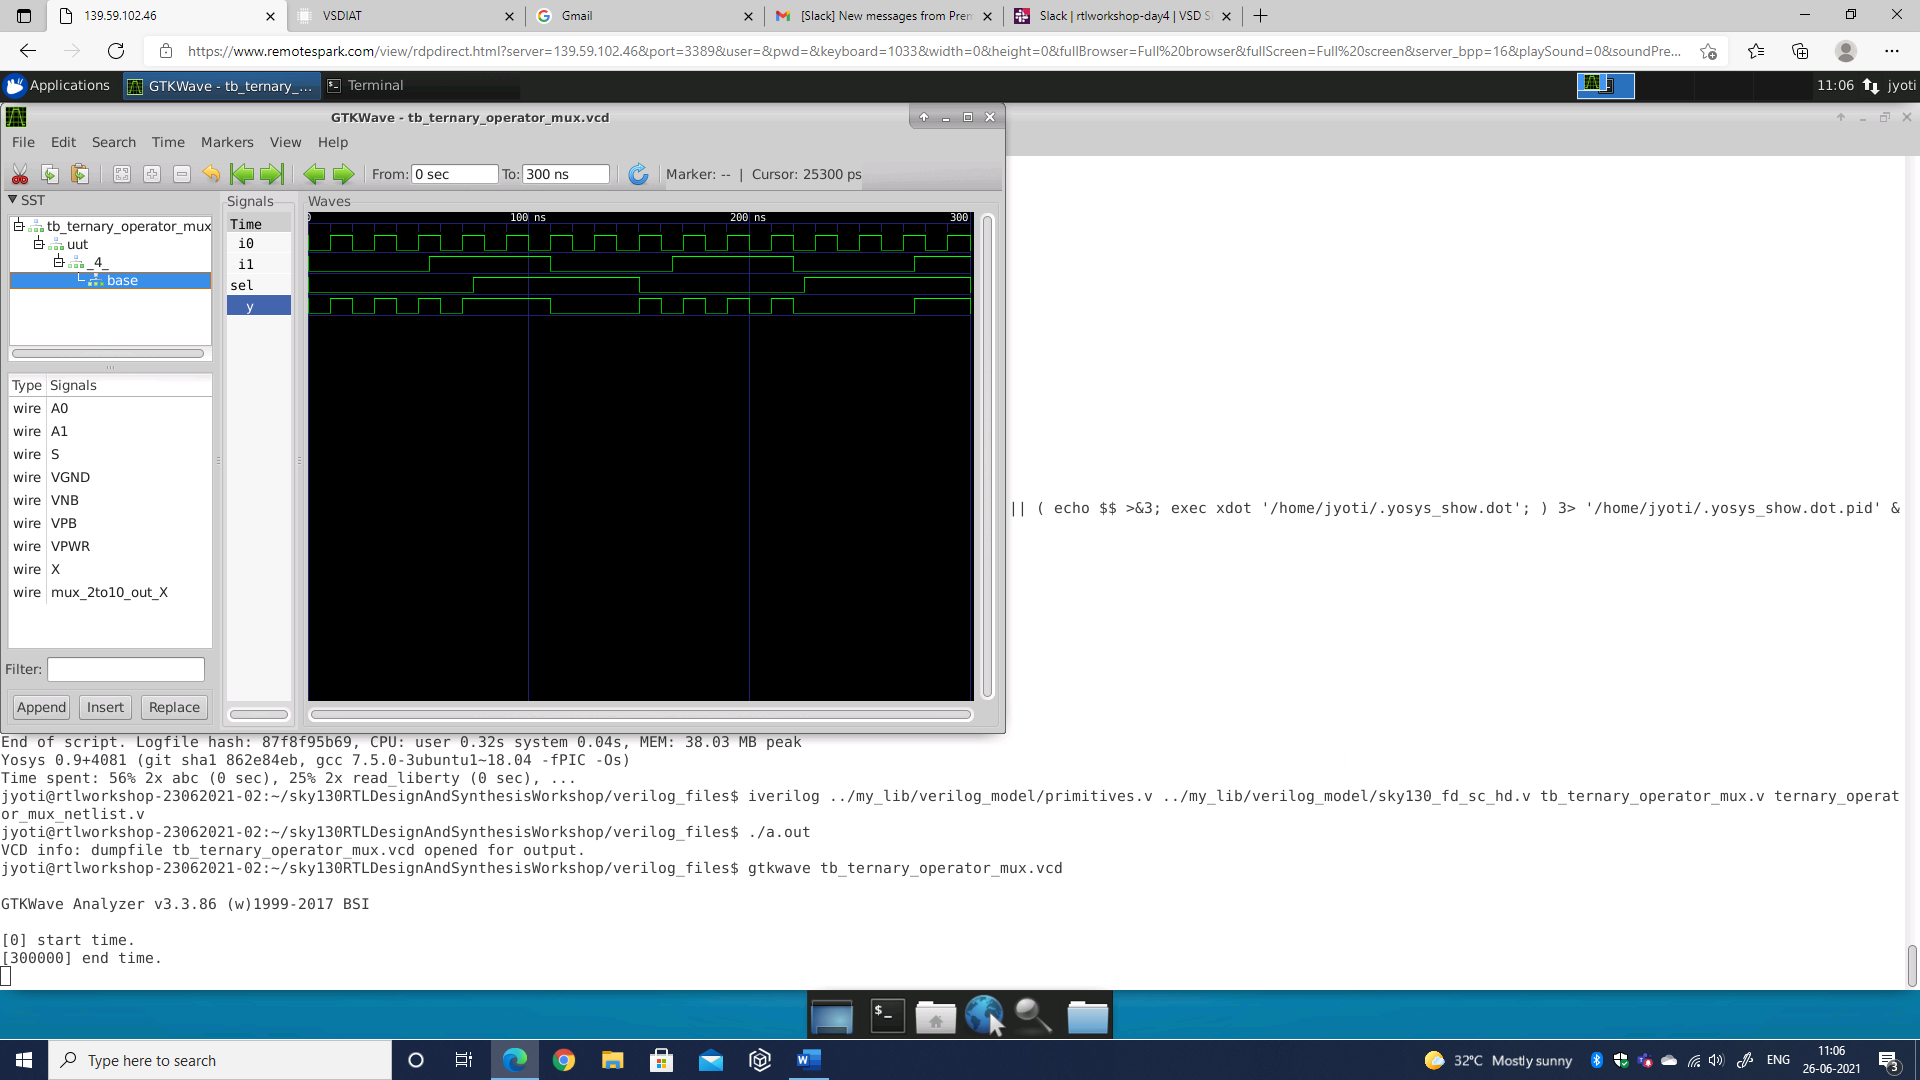 139.59.102.46
VSDIAT
Gmail
[Slack] New messages from Prem
Slack | rtlworkshop-day4 | VSD S
https://www.remotespark.com/view/rdpdirect.html?server=139.59.102.46&port=3389&user=&pwd=&keyboard=1033&width=0&height=0&fullBrowser=Full%20browser&fullScreen=Full%20screen&server_bpp=16&playSound=0&soundPre...
Applications
GTKWave - tb_ternary_...
Terminal
11:06
jyoti
GTKWave - tb_ternary_operator_mux.vcd
File Edit Search Time Markers View Help
From: 0 sec To: 300 ns Marker: -- | Cursor: 25300 ps
SST
tb_ternary_operator_mux
uut
_4_
base
Type Signals
wire A0
wire A1
wire S
wire VGND
wire VNB
wire VPB
wire VPWR
wire X
wire mux_2to10_out_X
Filter:
Append Insert Replace
Signals
Time
i0
i1
sel
y
Waves
0 100 ns 200 ns 300
|| ( echo $$ >&3; exec xdot '/home/jyoti/.yosys_show.dot'; ) 3> '/home/jyoti/.yosys_show.dot.pid' &
End of script. Logfile hash: 87f8f95b69, CPU: user 0.32s system 0.04s, MEM: 38.03 MB peak
Yosys 0.9+4081 (git sha1 862e84eb, gcc 7.5.0-3ubuntu1~18.04 -fPIC -Os)
Time spent: 56% 2x abc (0 sec), 25% 2x read_liberty (0 sec), ...
jyoti@rtlworkshop-23062021-02:~/sky130RTLDesignAndSynthesisWorkshop/verilog_files$ iverilog ../my_lib/verilog_model/primitives.v ../my_lib/verilog_model/sky130_fd_sc_hd.v tb_ternary_operator_mux.v ternary_operat
or_mux_netlist.v
jyoti@rtlworkshop-23062021-02:~/sky130RTLDesignAndSynthesisWorkshop/verilog_files$ ./a.out
VCD info: dumpfile tb_ternary_operator_mux.vcd opened for output.
jyoti@rtlworkshop-23062021-02:~/sky130RTLDesignAndSynthesisWorkshop/verilog_files$ gtkwave tb_ternary_operator_mux.vcd
GTKWave Analyzer v3.3.86 (w)1999-2017 BSI
[0] start time.
[300000] end time.
Type here to search
32°C Mostly sunny
ENG
11:06
26-06-2021
3